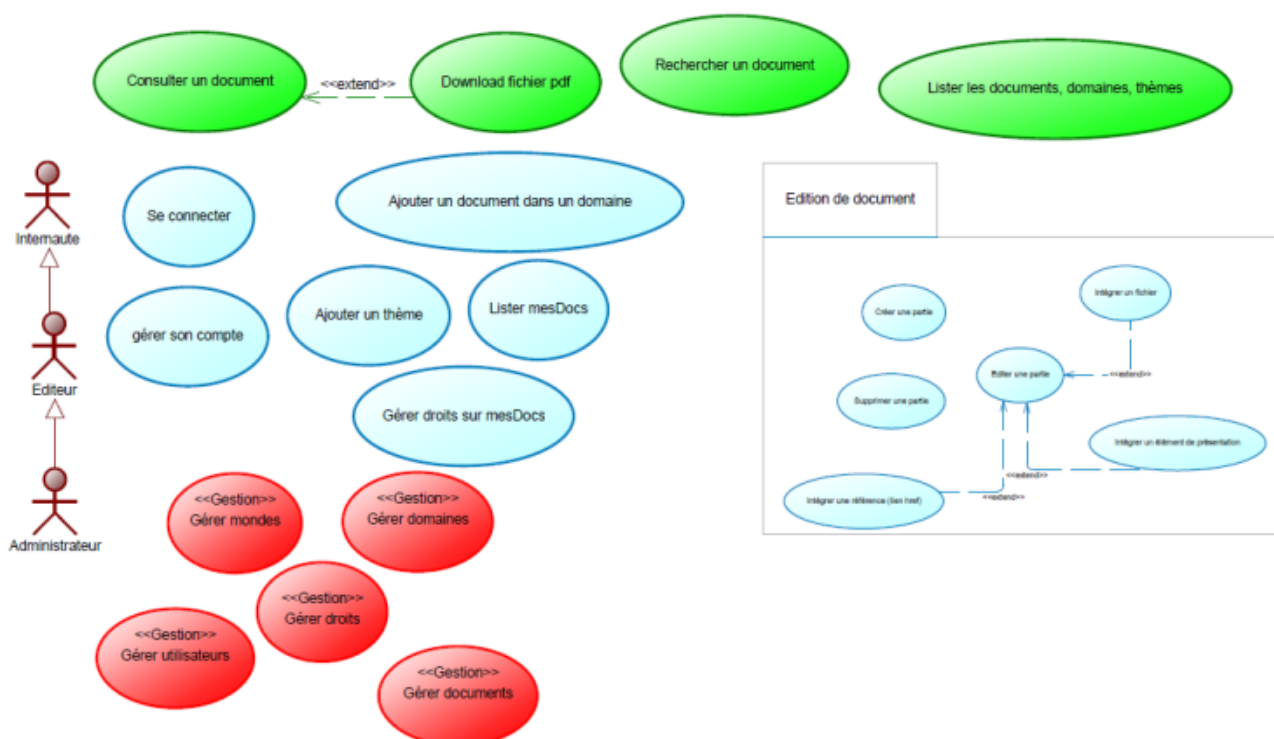 Consulter un document
<<extend>>
Download fichier pdf
Rechercher un document
Lister les documents, domaines, thèmes
Internaute
Se connecter
Ajouter un document dans un domaine
Edition de document
gérer son compte
Ajouter un thème
Lister mesDocs
Editeur
Gérer droits sur mesDocs
Créer une partie
Intégrer un fichier
Editer une partie
<<extend>>
Supprimer une partie
Intégrer un élément de présentation
<<extend>>
Intégrer une référence (lien href)
<<extend>>
Administrateur
<<Gestion>>
Gérer mondes
<<Gestion>>
Gérer domaines
<<Gestion>>
Gérer droits
<<Gestion>>
Gérer utilisateurs
<<Gestion>>
Gérer documents